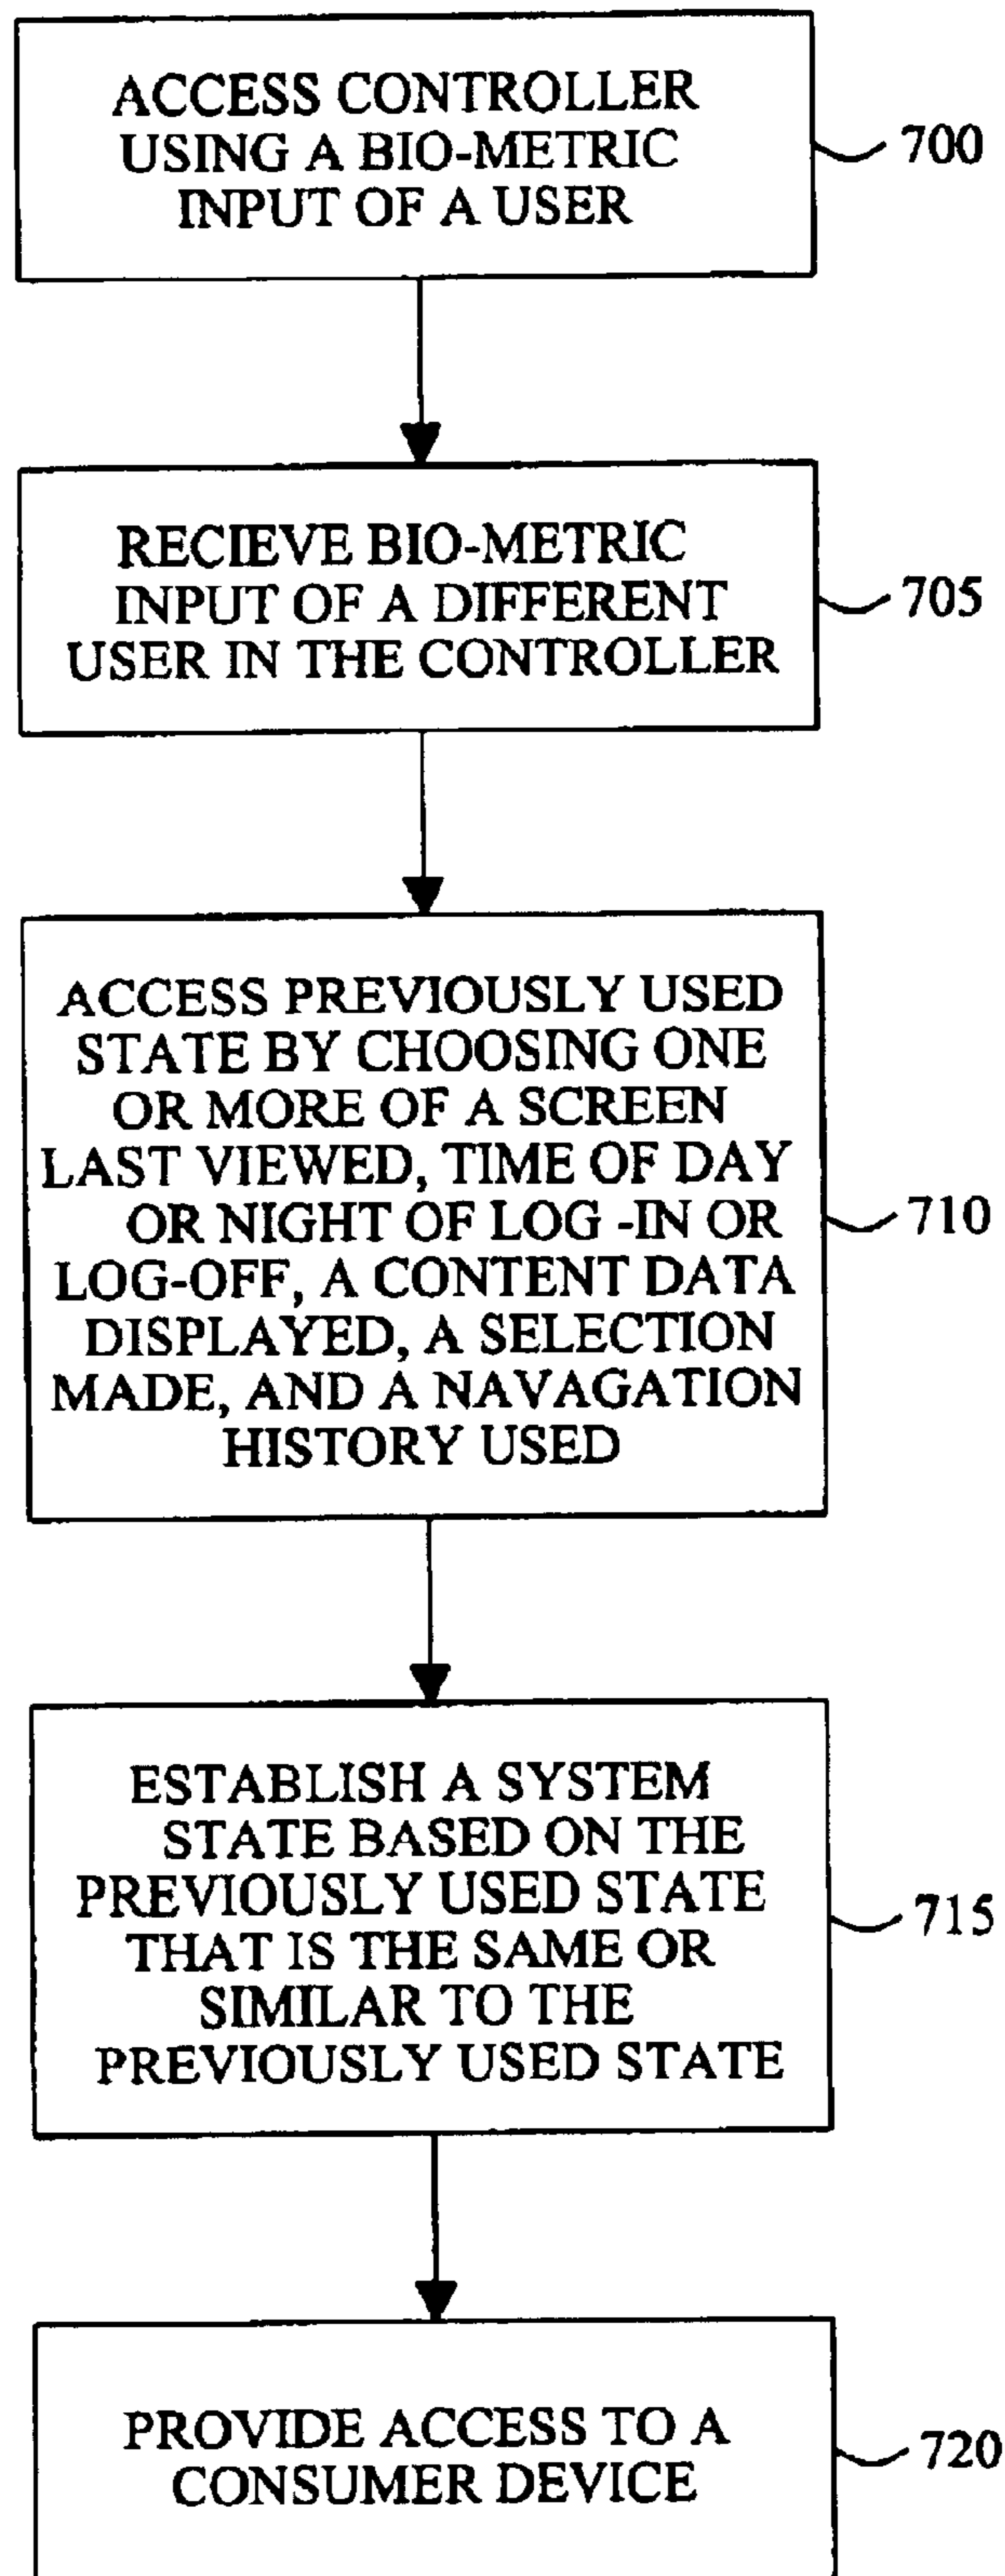 ACCESS CONTROLLER
USING A BIO-METRIC
INPUT OF A USER
700
RECIEVE BIO-METRIC
INPUT OF A DIFFERENT
USER IN THE CONTROLLER
705
ACCESS PREVIOUSLY USED
STATE BY CHOOSING ONE
OR MORE OF A SCREEN
LAST VIEWED, TIME OF DAY
OR NIGHT OF LOG -IN OR
LOG-OFF, A CONTENT DATA
DISPLAYED, A SELECTION
MADE, AND A NAVAGATION
HISTORY USED
710
ESTABLISH A SYSTEM
STATE BASED ON THE
PREVIOUSLY USED STATE
THAT IS THE SAME OR
SIMILAR TO THE
PREVIOUSLY USED STATE
715
PROVIDE ACCESS TO A
CONSUMER DEVICE
720